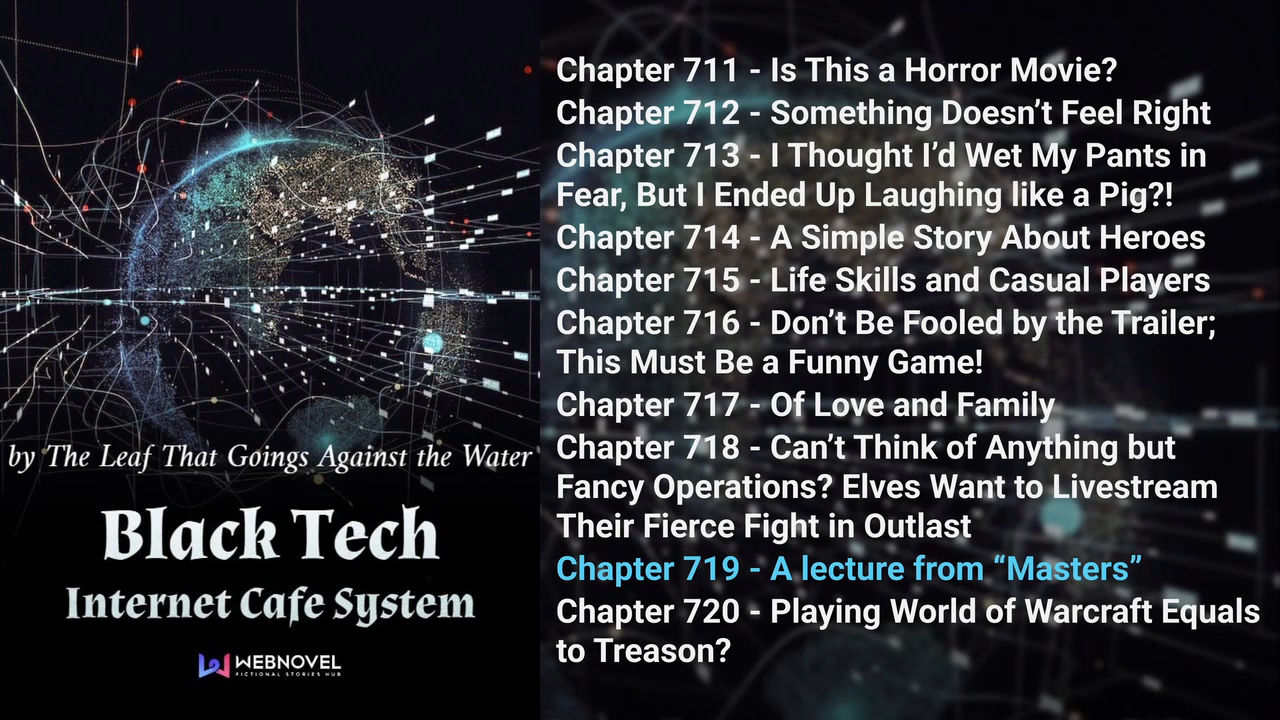 by The Leaf That Goings Against the Water
Black Tech
Internet Cafe System
WEBNOVEL
FICTIONAL STORIES HUB
Chapter 711 - Is This a Horror Movie?
Chapter 712 - Something Doesn’t Feel Right
Chapter 713 - I Thought I’d Wet My Pants in
Fear, But I Ended Up Laughing like a Pig?!
Chapter 714 - A Simple Story About Heroes
Chapter 715 - Life Skills and Casual Players
Chapter 716 - Don’t Be Fooled by the Trailer;
This Must Be a Funny Game!
Chapter 717 - Of Love and Family
Chapter 718 - Can’t Think of Anything but
Fancy Operations? Elves Want to Livestream
Their Fierce Fight in Outlast
Chapter 719 - A lecture from “Masters”
Chapter 720 - Playing World of Warcraft Equals
to Treason?